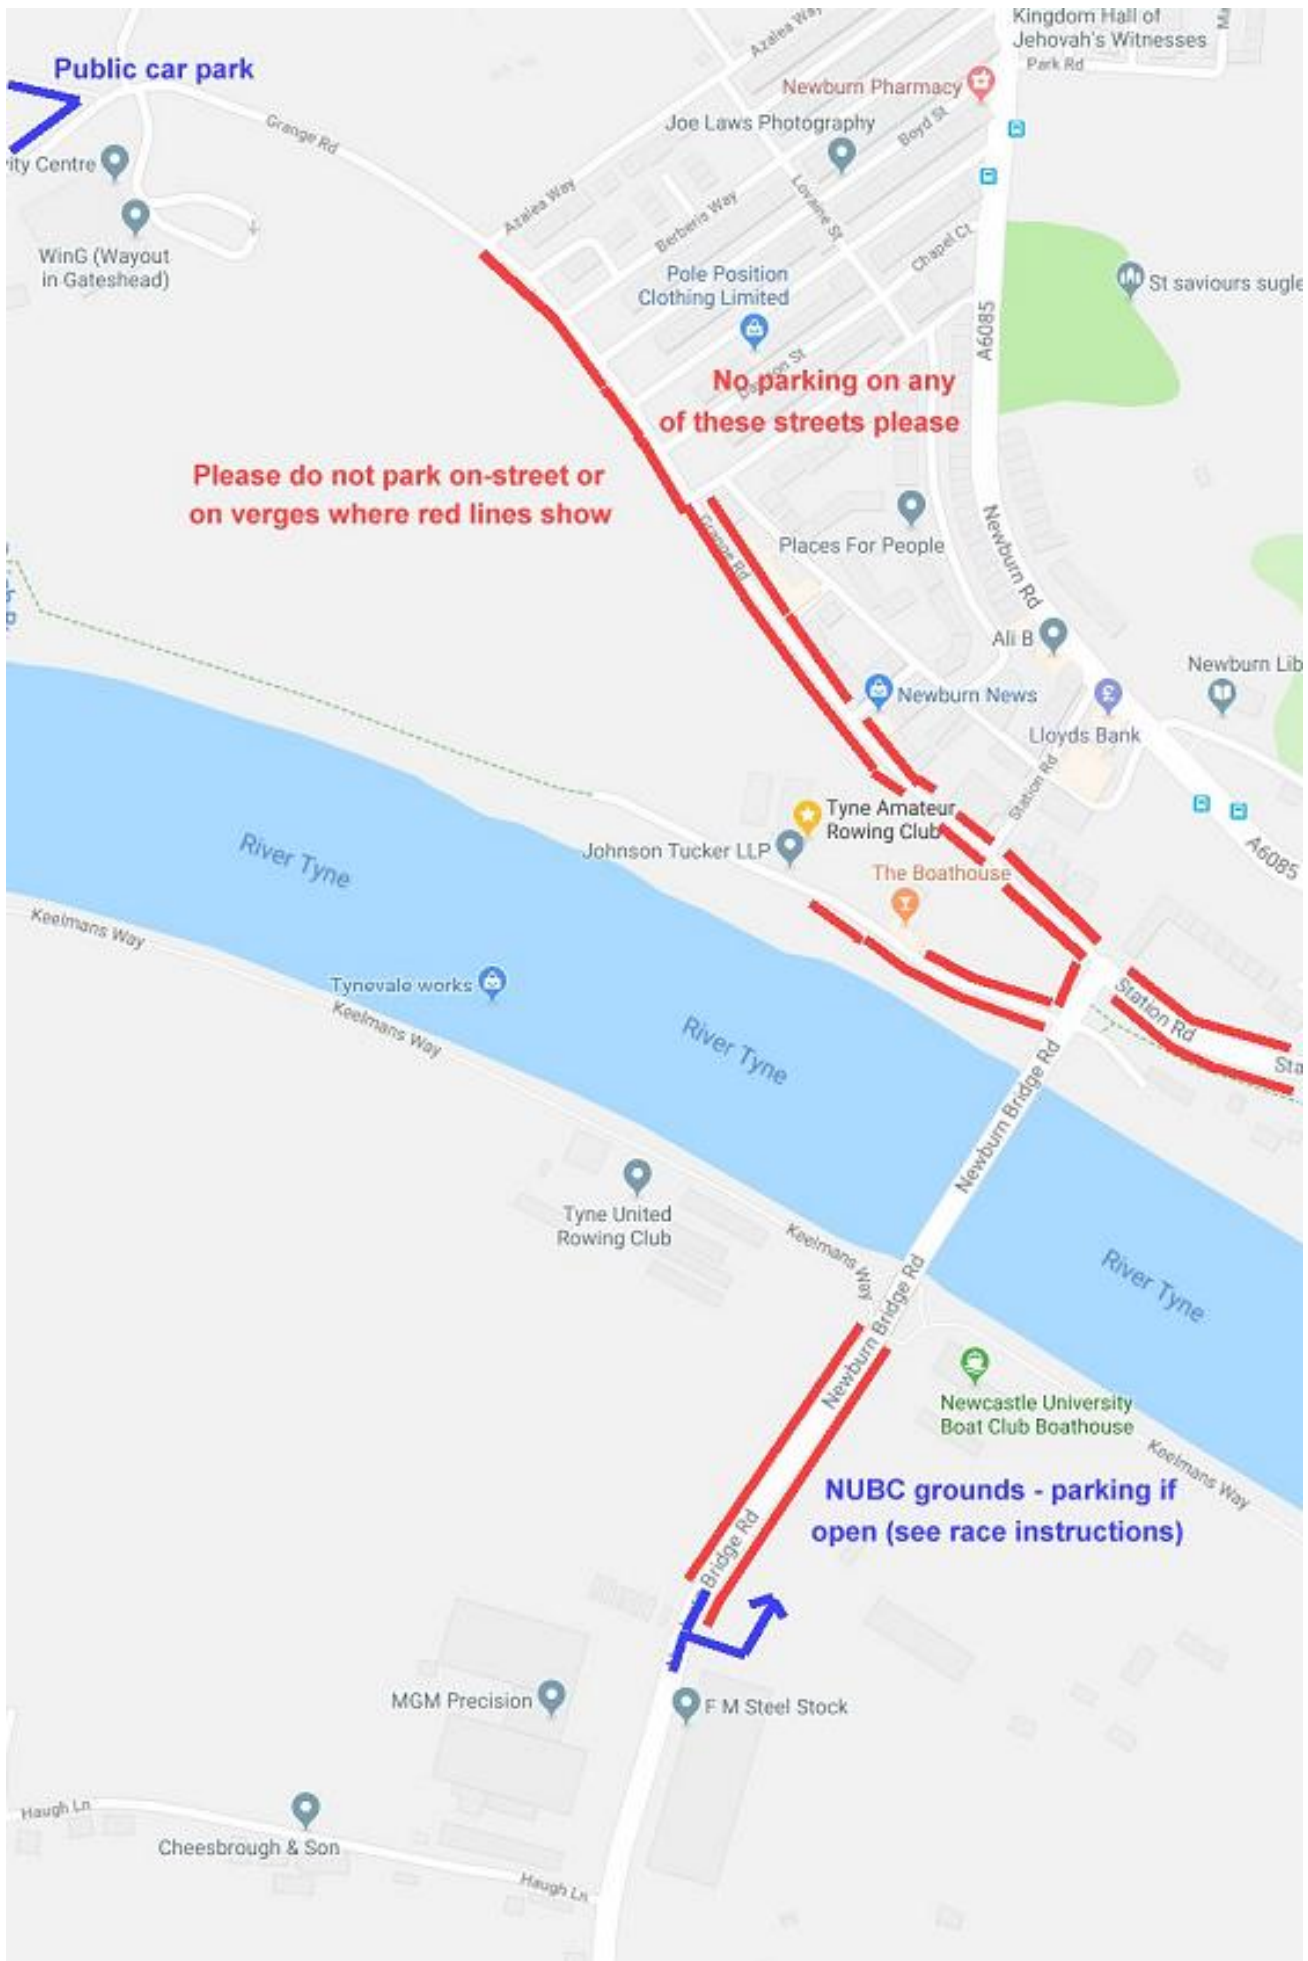 Kingdom Hall of
Jehovah's Witnesses
Azalea Way
Park Rd
Public car park
Newburn Pharmacy
Grange Rd
Joe Laws Photography
Boyd St
ity Centre
Lovaine St
Azalea Way
Berberis Way
Chapel Ct
WinG (Wayout
in Gateshead)
Pole Position
Clothing Limited
St saviours sugle
A6085
No parking on any
of these streets please
Please do not park on-street or
on verges where red lines show
Grange Rd
Places For People
Newburn Rd
Ali B
Newburn Lib
Newburn News
Lloyds Bank
Station Rd
Tyne Amateur
Rowing Club
Johnson Tucker LLP
A6085
River Tyne
The Boathouse
Keelmans Way
Tynevale works
Keelmans Way
Station Rd
Sta
River Tyne
Newburn Bridge Rd
Tyne United
Rowing Club
Keelmans Way
River Tyne
Newburn Bridge Rd
Newcastle University
Boat Club Boathouse
Keelmans Way
NUBC grounds - parking if
open (see race instructions)
Bridge Rd
MGM Precision
F M Steel Stock
Haugh Ln
Cheesbrough & Son
Haugh Ln